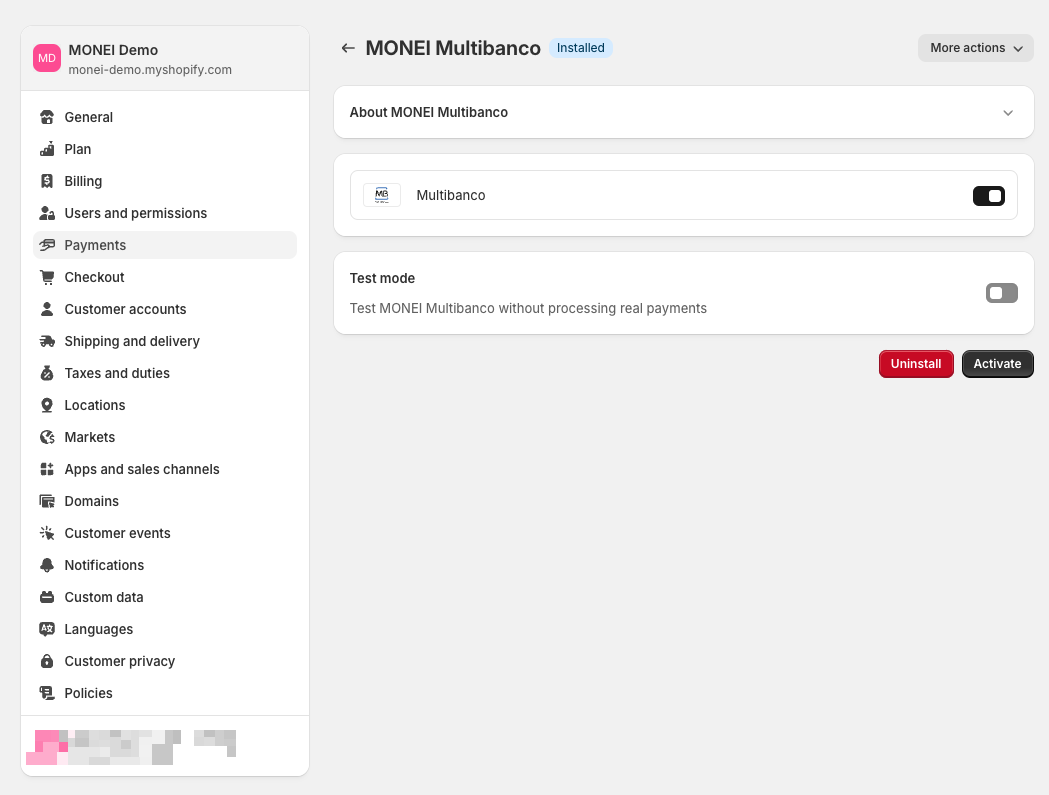 MD
MONEI Demo
monei-demo.myshopify.com
General
Plan
Billing
Users and permissions
Payments
Checkout
Customer accounts
Shipping and delivery
Taxes and duties
Locations
Markets
Apps and sales channels
Domains
Customer events
Notifications
Custom data
Languages
Customer privacy
Policies
MONEI Multibanco
Installed
More actions
About MONEI Multibanco
MB
Multibanco
Test mode
Test MONEI Multibanco without processing real payments
Uninstall
Activate